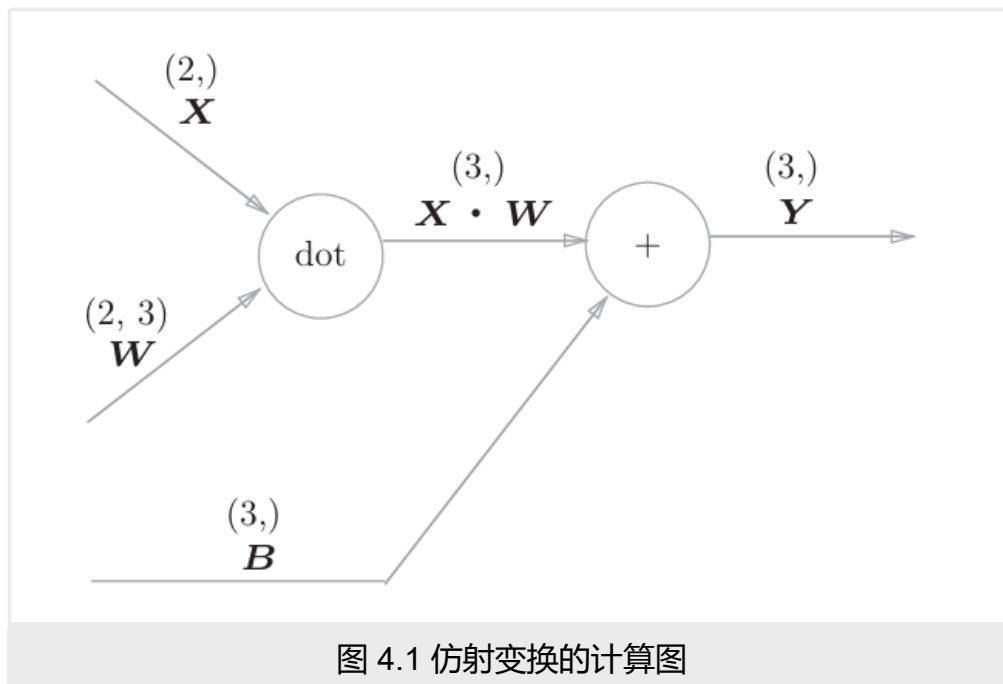 (2,)
X
(3,)
X · W
(3,)
Y
dot
+
(2, 3)
W
(3,)
B
图 4.1 仿射变换的计算图